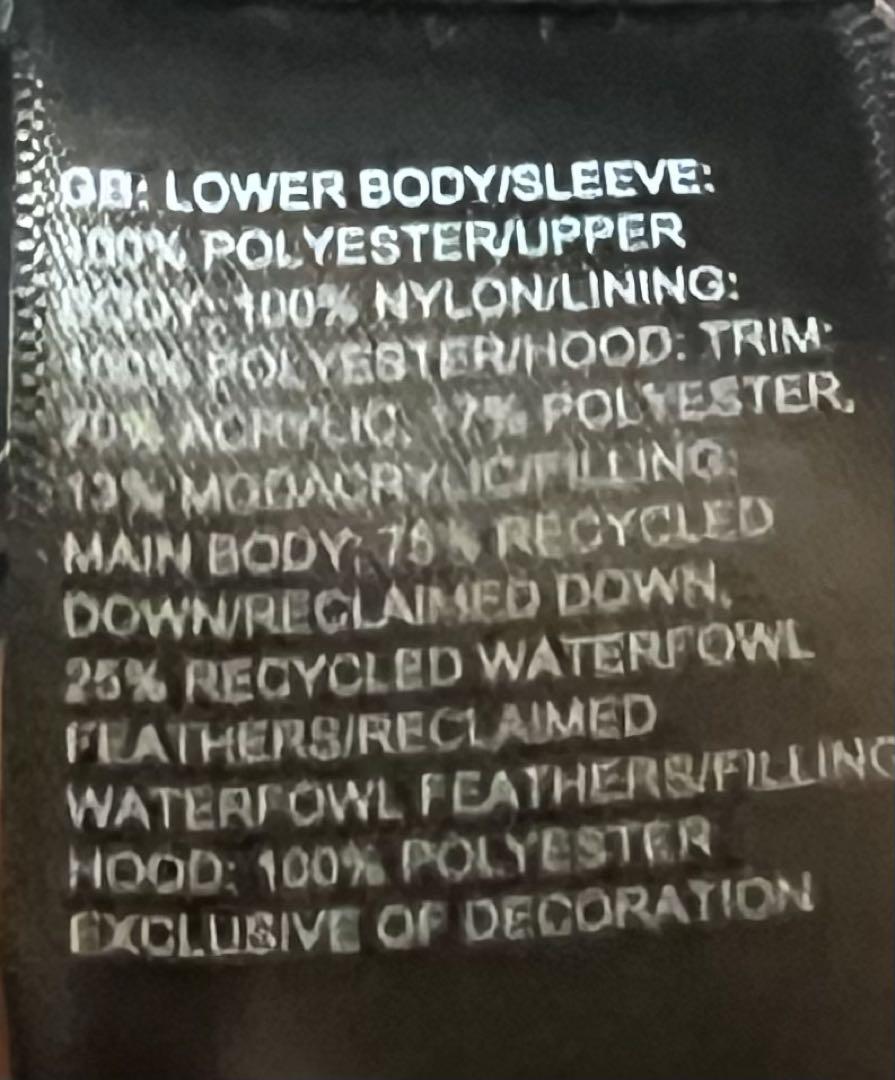 GB: LOWER BODY/SLEEVE:
100% POLYESTER/UPPER
BODY: 100% NYLON/LINING:
100% POLYESTER/HOOD: TRIM:
70% ACRYLIC, 17% POLYESTER,
13% MODACRYLIC/FILLING:
MAIN BODY: 75% RECYCLED
DOWN/RECLAIMED DOWN,
25% RECYCLED WATERFOWL
FEATHERS/RECLAIMED
WATERFOWL FEATHERS/FILLING
HOOD: 100% POLYESTER
EXCLUSIVE OF DECORATION